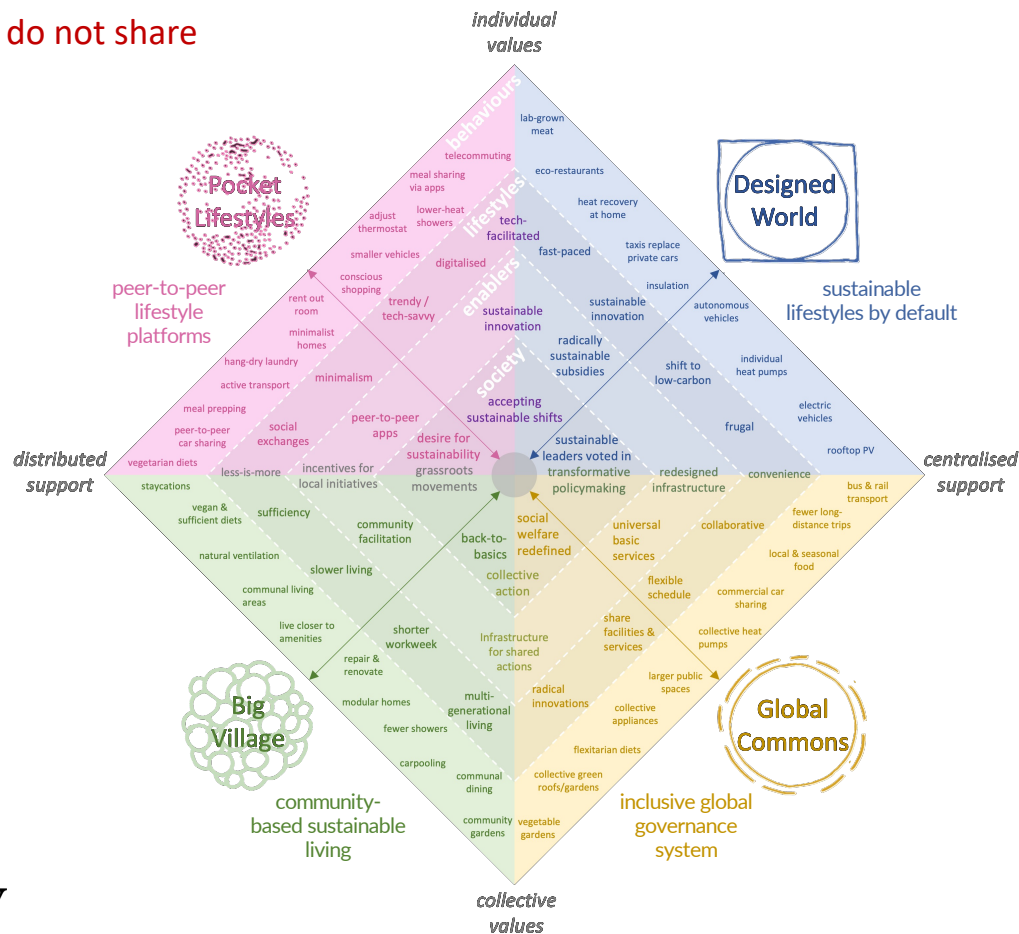 do not share
individual
values
behaviours
lab-grown
meat
telecommuting
meal sharing
via apps
lifestyles
eco-restaurants
Pocket
Lifestyles
Designed
World
adjust
thermostat
lower-heat
showers
tech-
facilitated
heat recovery
at home
smaller vehicles
digitalised
fast-paced
taxis replace
private cars
conscious
shopping
enablers
insulation
peer-to-peer
lifestyle
platforms
sustainable
lifestyles by default
rent out
room
trendy /
tech-savvy
sustainable
innovation
sustainable
innovation
autonomous
vehicles
minimalist
homes
radically
sustainable
subsidies
hang-dry laundry
society
shift to
low-carbon
individual
heat pumps
active transport
minimalism
meal prepping
accepting
sustainable shifts
electric
vehicles
peer-to-peer
car sharing
social
exchanges
peer-to-peer
apps
desire for
sustainability
sustainable
leaders voted in
frugal
rooftop PV
distributed
support
vegetarian diets
less-is-more
incentives for
local initiatives
grassroots
movements
transformative
policymaking
redesigned
infrastructure
convenience
centralised
support
staycations
bus & rail
transport
vegan &
sufficient diets
sufficiency
community
facilitation
back-to-
basics
social
welfare
redefined
universal
basic
services
collaborative
fewer long-
distance trips
natural ventilation
slower living
collective
action
flexible
schedule
local & seasonal
food
communal living
areas
commercial car
sharing
live closer to
amenities
shorter
workweek
Infrastructure
for shared
actions
share
facilities &
services
collective heat
pumps
repair &
renovate
larger public
spaces
modular homes
multi-
generational
living
radical
innovations
collective
appliances
Big
Village
Global
Commons
fewer showers
flexitarian diets
carpooling
communal
dining
collective green
roofs/gardens
community-
based sustainable
living
community
gardens
vegetable
gardens
inclusive global
governance
system
collective
values